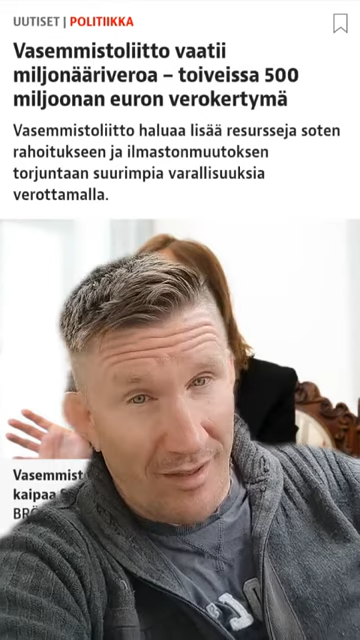 UUTISET | POLITIIKKA
Vasemmistoliitto vaatii
miljonääriveroa – toiveissa 500
miljoonan euron verokertymä
Vasemmistoliitto haluaa lisää resursseja soten
rahoitukseen ja ilmastonmuutoksen
torjuntaan suurimpia varallisuuksia
verottamalla.
Vasemmist
kaipaa